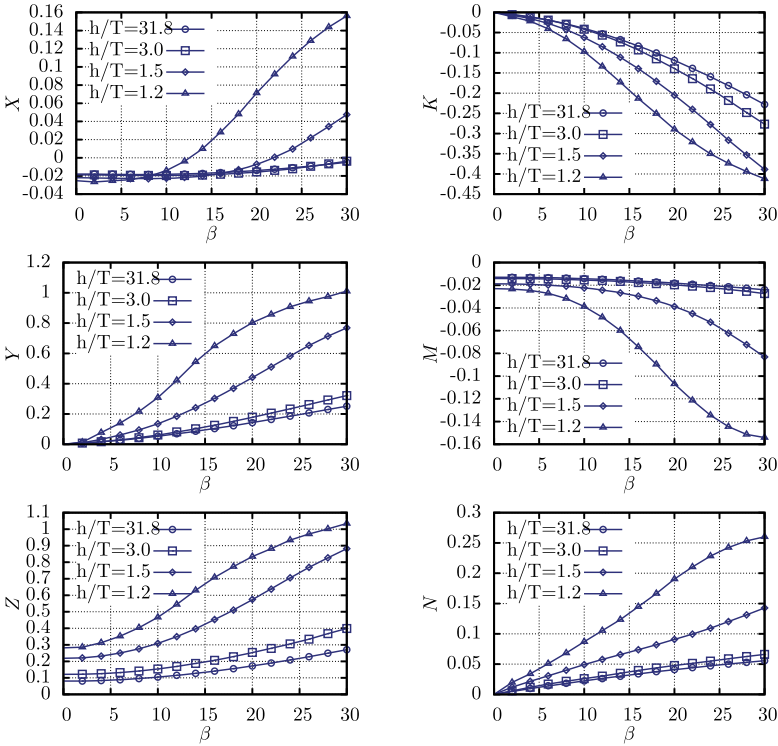 0.16
0.14
0.12
0.1
0.08
0.06
0.04
0.02
0
-0.02
-0.04
X
h/T=31.8
h/T=3.0
h/T=1.5
h/T=1.2
0 5 10 15 20 25 30
β
0
-0.05
-0.1
-0.15
-0.2
-0.25
-0.3
-0.35
-0.4
-0.45
K
h/T=31.8
h/T=3.0
h/T=1.5
h/T=1.2
0 5 10 15 20 25 30
β
1.2
1
0.8
0.6
0.4
0.2
0
Y
h/T=31.8
h/T=3.0
h/T=1.5
h/T=1.2
0 5 10 15 20 25 30
β
0
-0.02
-0.04
-0.06
-0.08
-0.1
-0.12
-0.14
-0.16
M
h/T=31.8
h/T=3.0
h/T=1.5
h/T=1.2
0 5 10 15 20 25 30
β
1.1
1
0.9
0.8
0.7
0.6
0.5
0.4
0.3
0.2
0.1
0
Z
h/T=31.8
h/T=3.0
h/T=1.5
h/T=1.2
0 5 10 15 20 25 30
β
0.3
0.25
0.2
0.15
0.1
0.05
0
N
h/T=31.8
h/T=3.0
h/T=1.5
h/T=1.2
0 5 10 15 20 25 30
β